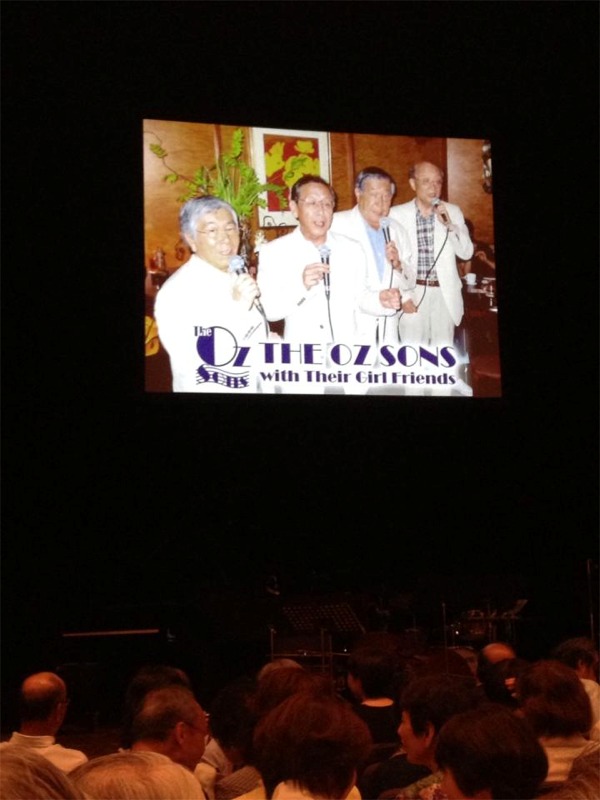 The
Oz
Sons
THE OZ SONS
with Their Girl Friends